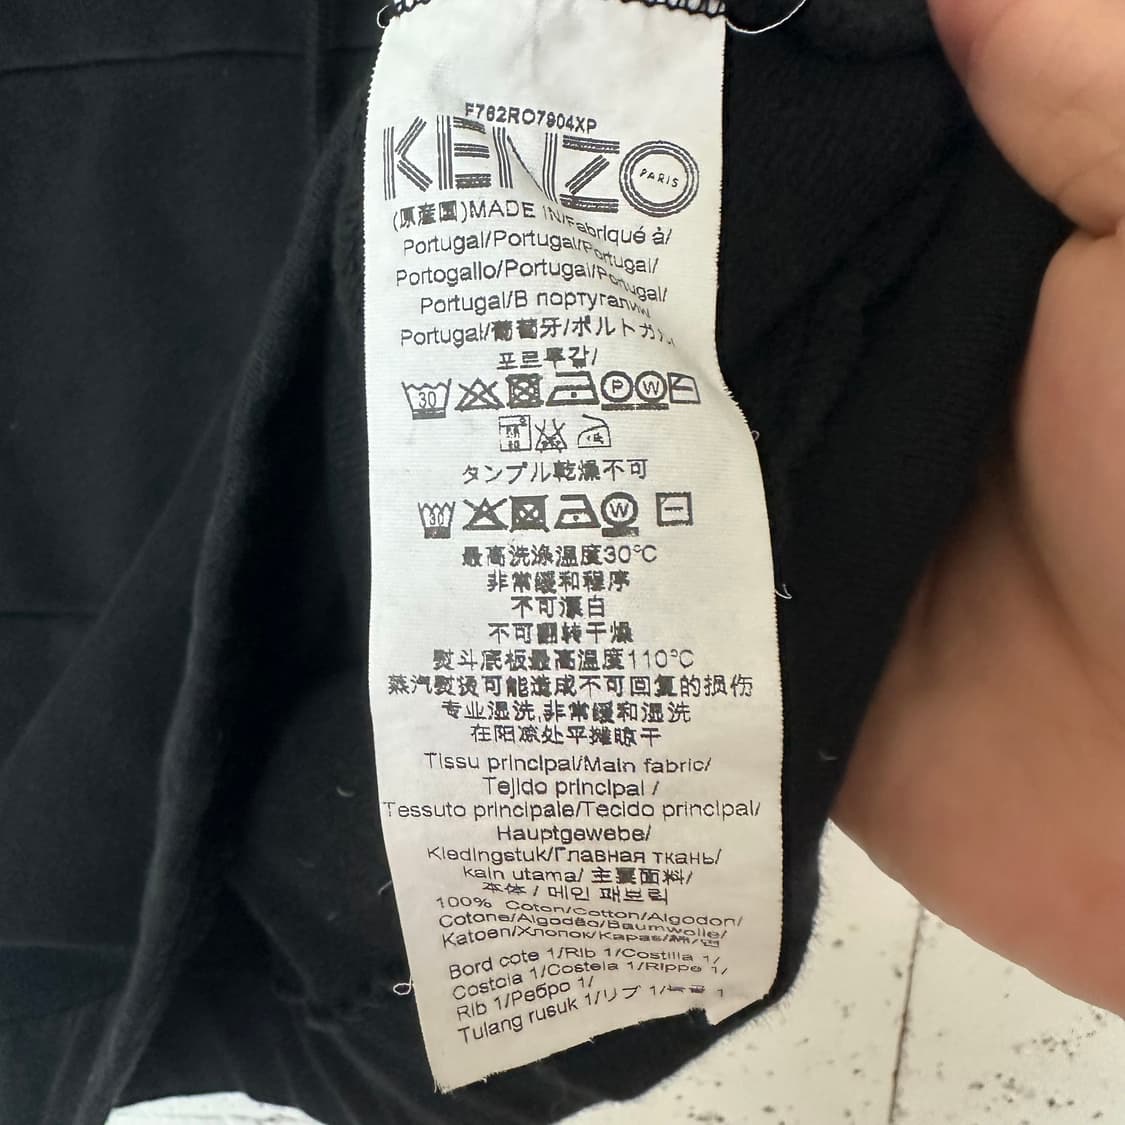 F762RO7904XP
KENZO
PARIS
(原産国)MADE IN/Fabriqué à/
Portugal/Portugal/Portugal/
Portogallo/Portugal/Portugal/
Portugal/В португалии
Portugal/葡萄牙/ポルトガル
포르투갈/
30 P W
タンブル乾燥不可
30 W
最高洗涤温度30°C
非常缓和程序
不可漂白
不可翻转干燥
熨斗底板最高温度110°C
蒸汽熨烫可能造成不可回复的损伤
专业湿洗,非常缓和湿洗
在阴凉处平摊晾干
Tissu principal/Main fabric/
Tejido principal /
Tessuto principale/Tecido principal/
Hauptgewebe/
Kledingstuk/Главная ткань/
kain utama/ 主要面料/
本体 / 메인 패브릭
100% Coton/Cotton/Algodon/
Cotone/Algodão/Baumwolle/
Katoen/Хлопок/Kapas/綿/면
Bord cote 1/Rib 1/Costilla 1/
Costola 1/Costela 1/Rippe 1/
Rib 1/Ребро 1/
Tulang rusuk 1/リブ 1/ 1